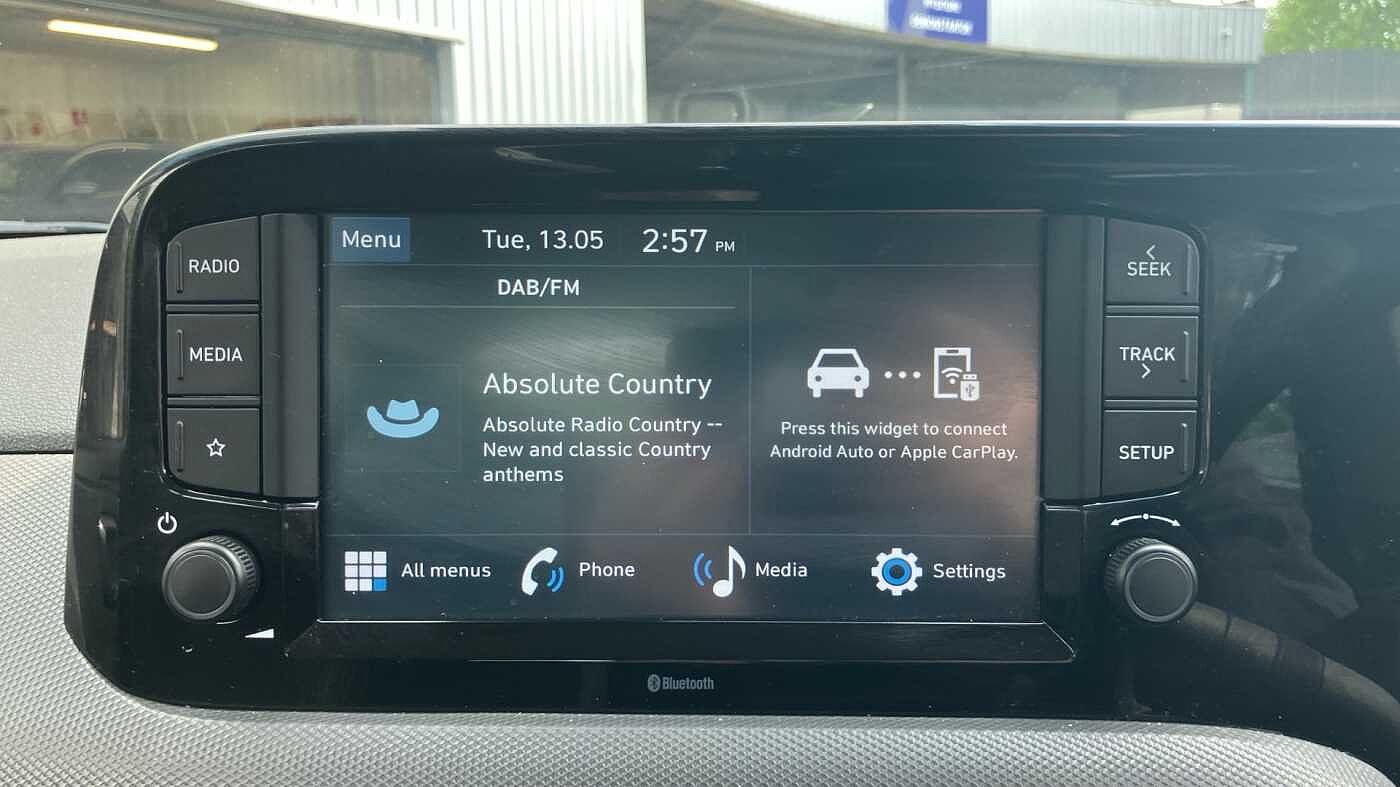 Menu
Tue, 13.05
2:57 PM
DAB/FM
Absolute Country
Absolute Radio Country --
New and classic Country
anthems
Press this widget to connect
Android Auto or Apple CarPlay.
All menus
Phone
Media
Settings
RADIO
MEDIA
SEEK
TRACK
SETUP
Bluetooth